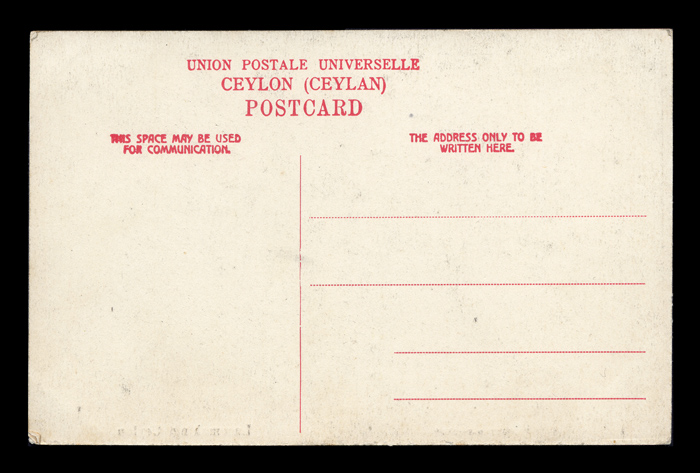 UNION POSTALE UNIVERSELLE
CEYLON (CEYLAN)
POSTCARD
THIS SPACE MAY BE USED
FOR COMMUNICATION.
THE ADDRESS ONLY TO BE
WRITTEN HERE.